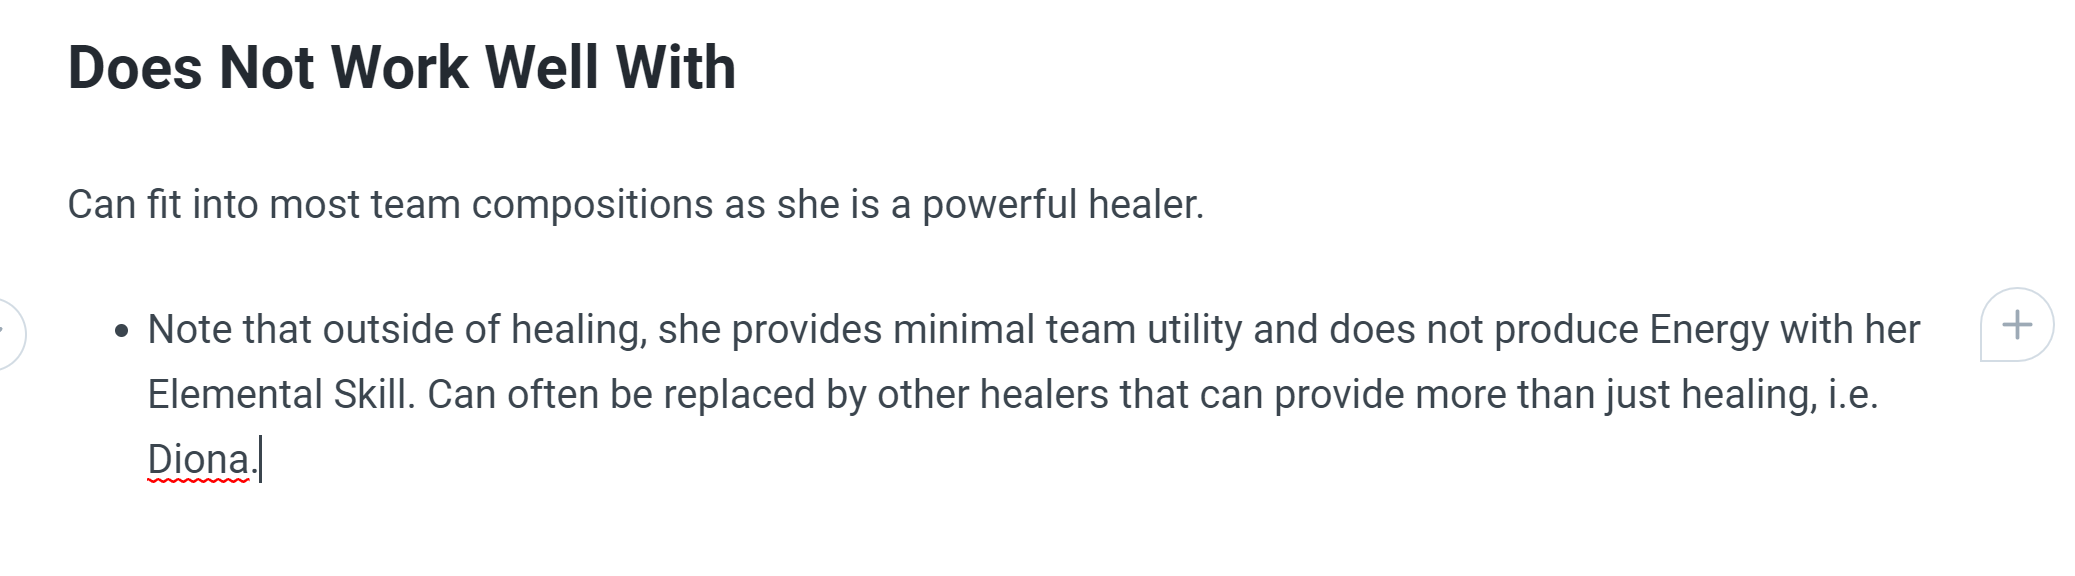 Does Not Work Well With
Can fit into most team compositions as she is a powerful healer.
• Note that outside of healing, she provides minimal team utility and does not produce Energy with her
Elemental Skill. Can often be replaced by other healers that can provide more than just healing, i.e.
Diona.